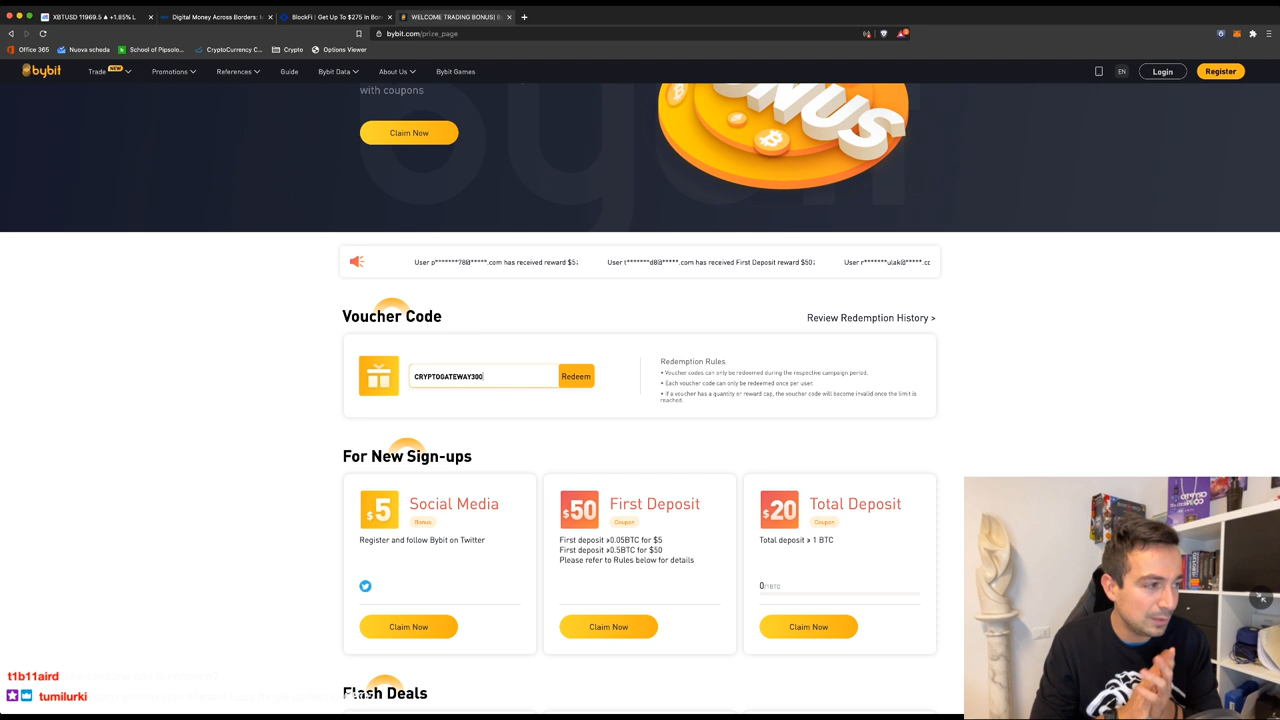 XBTUSD 11969.5 ▲ +1.85% L
Digital Money Across Borders:
BlockFi | Get Up To $275 In Bon
WELCOME TRADING BONUS| B
bybit.com/prize_page
Office 365
Nuova scheda
School of Pipsolo...
CryptoCurrency C...
Crypto
Options Viewer
bybit
Trade
NEW
Promotions
References
Guide
Bybit Data
About Us
Bybit Games
EN
Login
Register
with coupons
BONUS
Claim Now
User p*******78@*****.com has received reward $5;
User t*******d8@*****.com has received First Deposit reward $50;
User r*******ulak@*****.cc
Voucher Code
Review Redemption History >
CRYPTOGATEWAY300
Redeem
Redemption Rules
• Voucher codes can only be redeemed during the respective campaign period.
• Each voucher code can only be redeemed once per user.
• If a voucher has a quantity or reward cap, the voucher code will become invalid once the limit is
reached.
For New Sign-ups
$5
Social Media
Bonus
Register and follow Bybit on Twitter
Claim Now
$50
First Deposit
Coupon
First deposit ≥0.05BTC for $5
First deposit ≥0.5BTC for $50
Please refer to Rules below for details
Claim Now
$20
Total Deposit
Coupon
Total deposit ≥ 1 BTC
0/1BTC
Claim Now
t1b11aird
tumilurki
Flash Deals